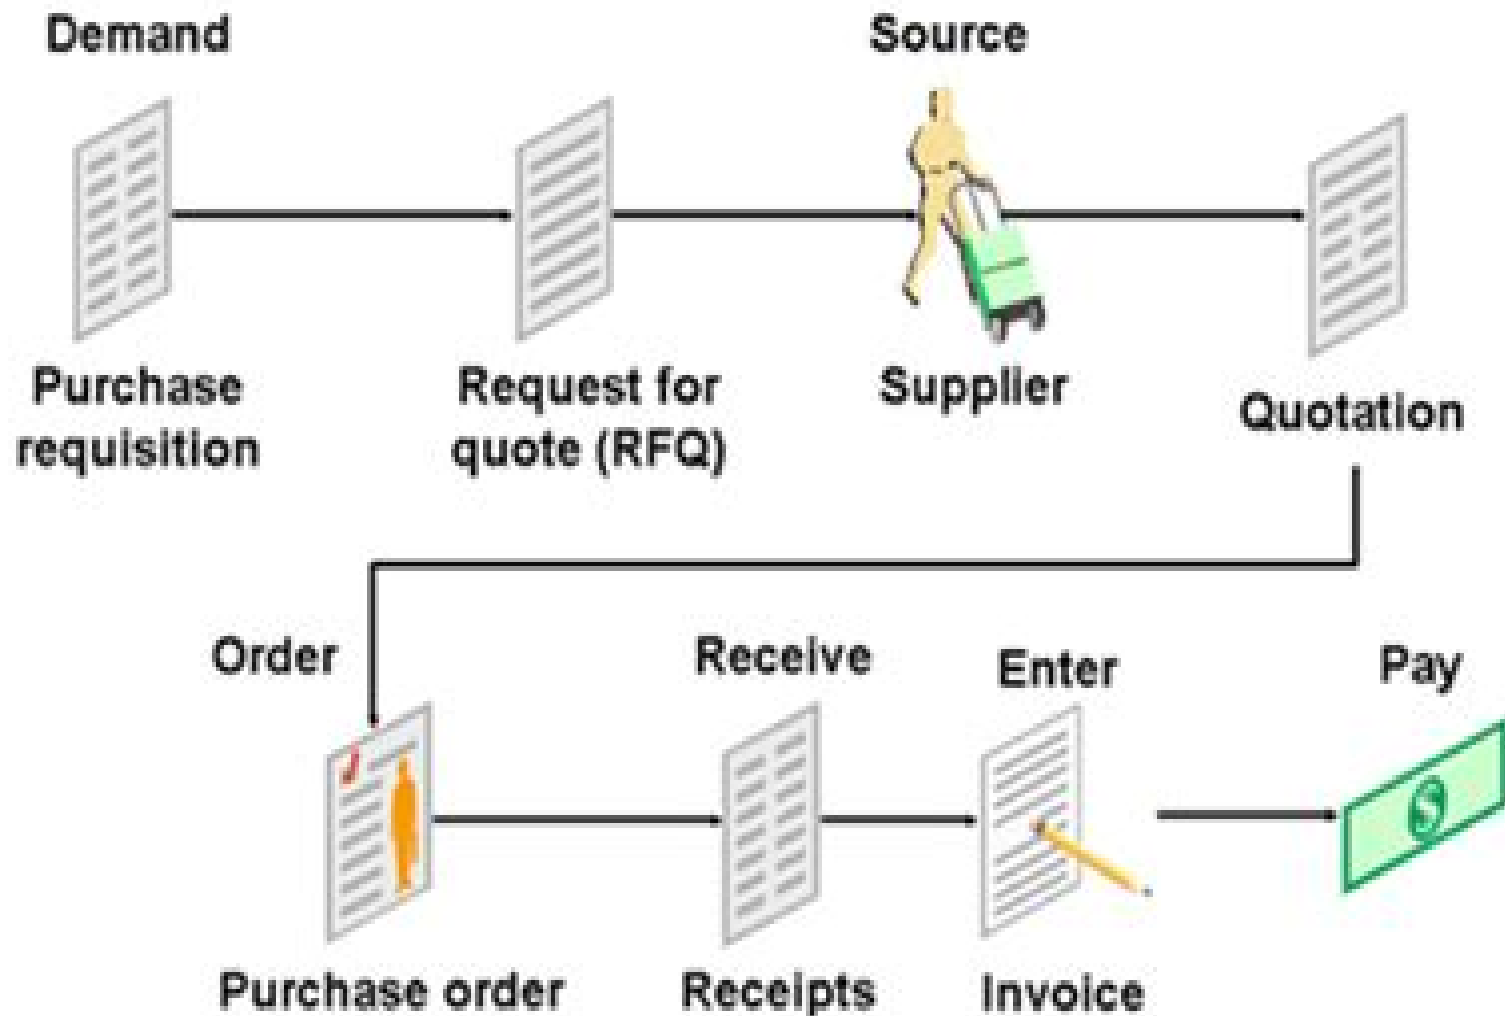 Demand
Source
Purchase
requisition
Request for
quote (RFQ)
Supplier
Quotation
Order
Receive
Enter
Pay
Purchase order
Receipts
Invoice
$